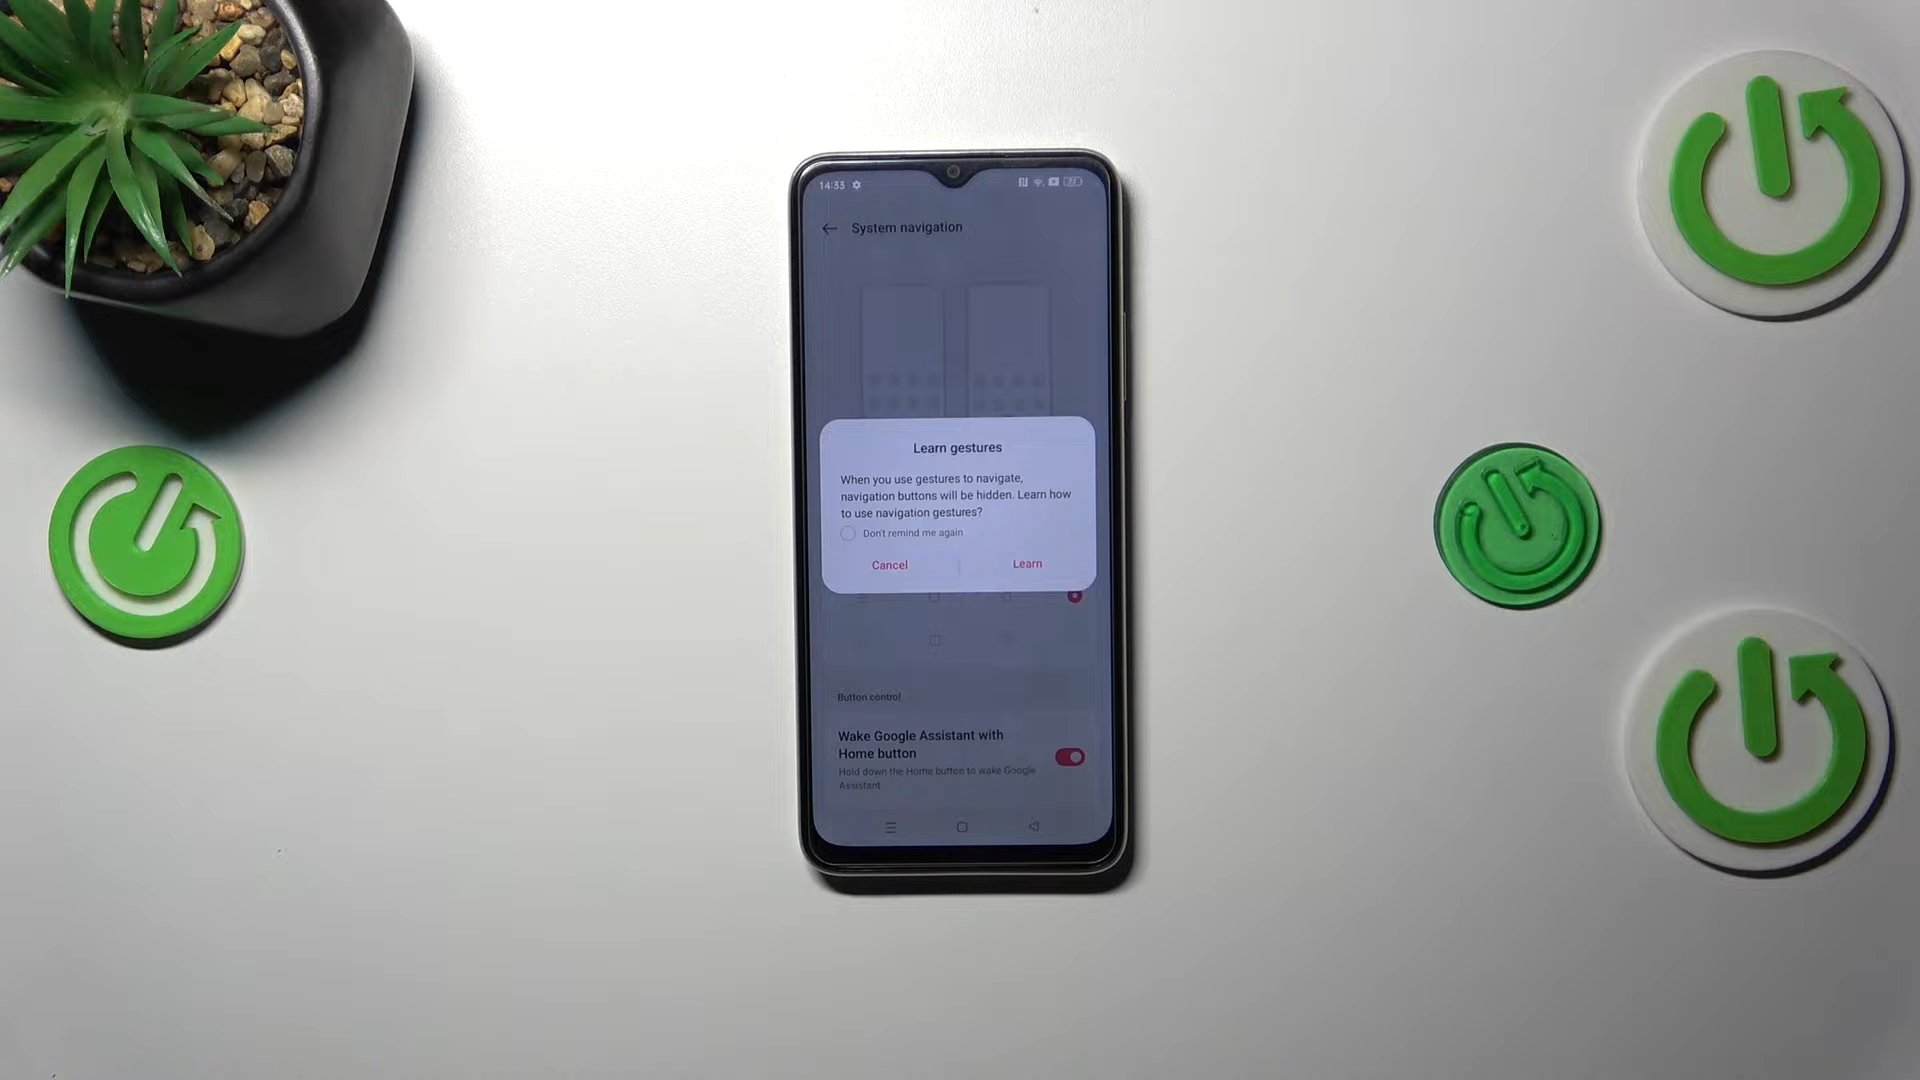 14:33
System navigation
Learn gestures
When you use gestures to navigate,
navigation buttons will be hidden. Learn how
to use navigation gestures?
Don't remind me again
Cancel
Learn
Button control
Wake Google Assistant with
Home button
Hold down the Home button to wake Google
Assistant